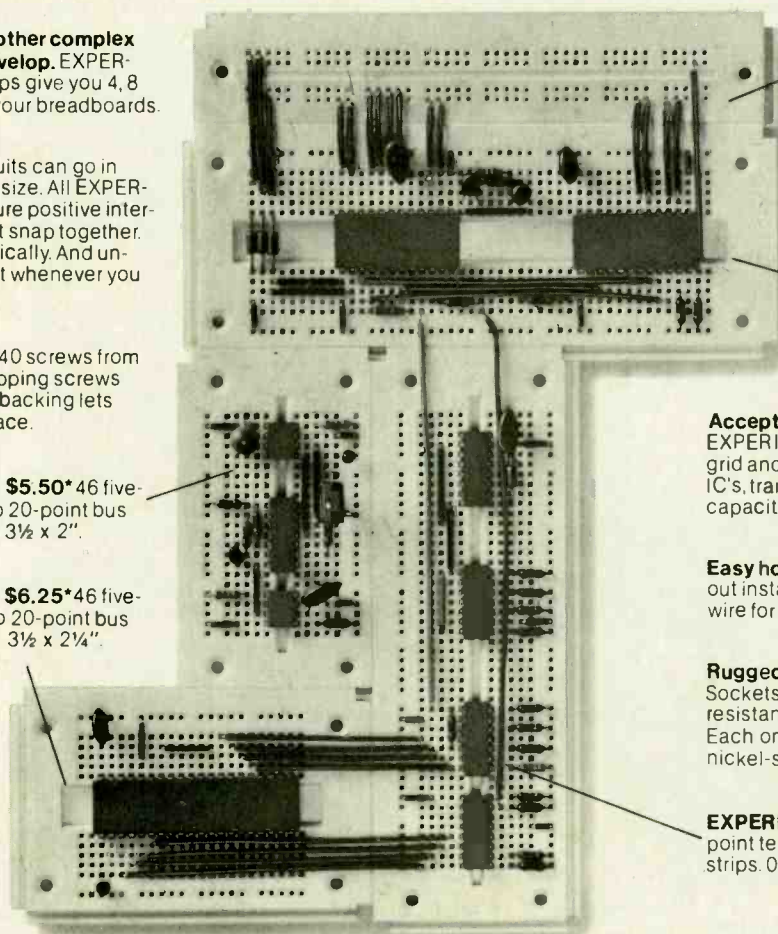 other complex
velop. EXPER-
ps give you 4, 8
our breadboards.
uits can go in
size. All EXPER-
ure positive inter-
t snap together.
ically. And un-
t whenever you
40 screws from
pping screws
backing lets
ace.
$5.50* 46 five-
o 20-point bus
3½ x 2".
$6.25* 46 five-
o 20-point bus
3½ x 2¼".
Accept
EXPERI
grid and
IC's, tran
capacit
Easy ho
out insta
wire for
Rugged
Sockets
resistan
Each or
nickel-s
EXPER
point te
strips. 0